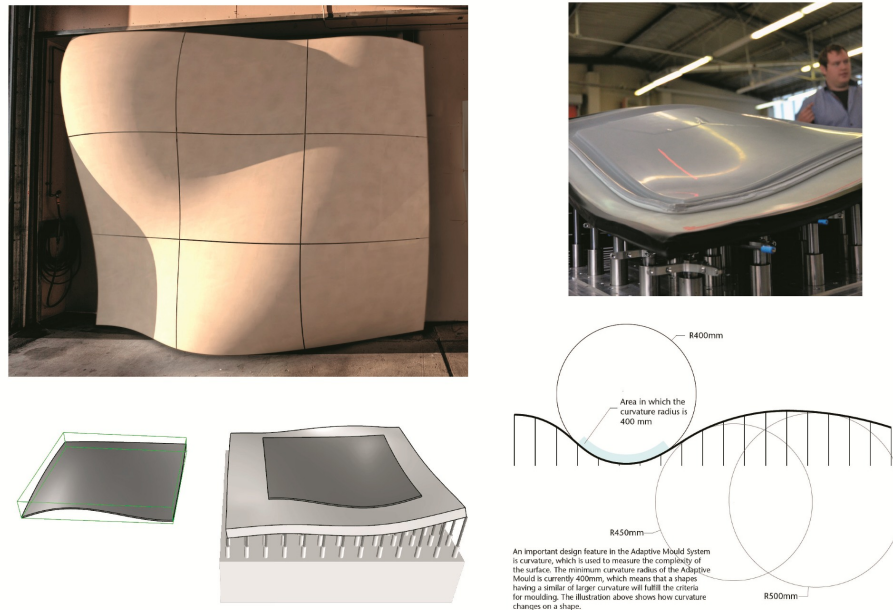 R400mm
Area in which the
curvature radius is
400 mm
R450mm
R500mm
An important design feature in the Adaptive Mould System
is curvature, which is used to measure the complexity of
the surface. The minimum curvature radius of the Adaptive
Mould is currently 400mm, which means that a shapes
having a similar of larger curvature will fulfill the criteria
for moulding. The illustration above shows how curvature
changes on a shape.